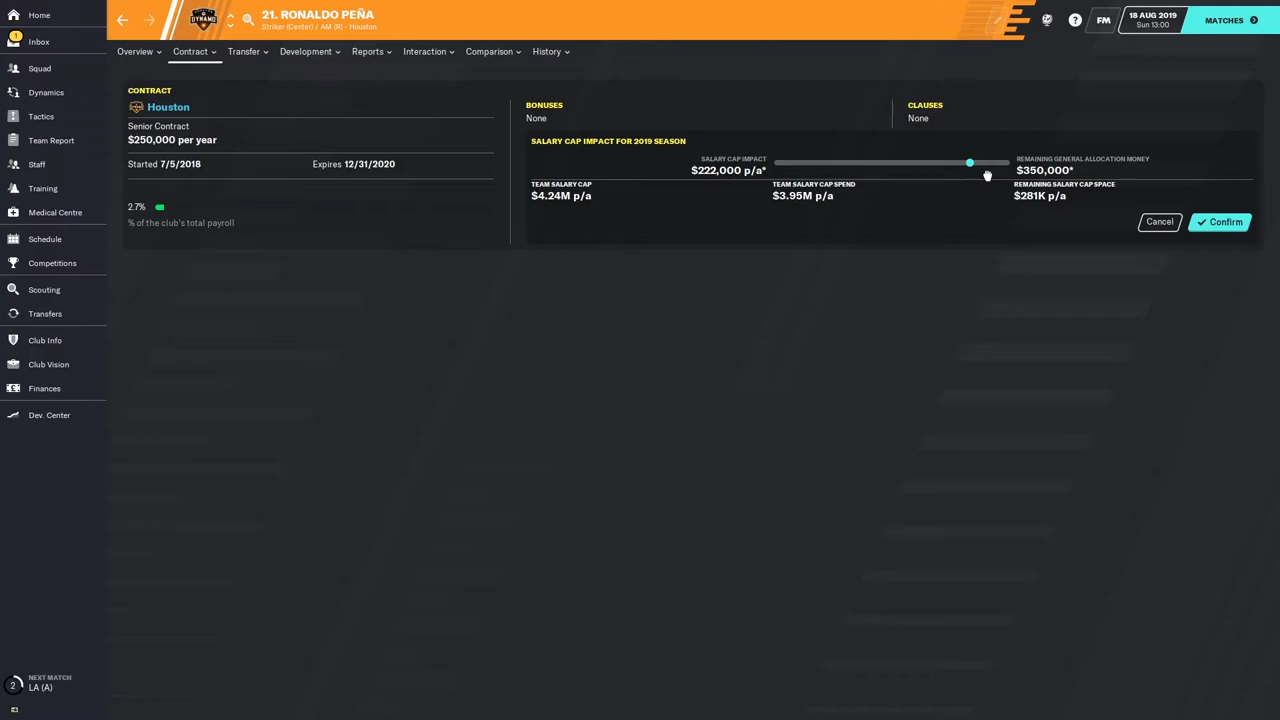 Home
1
Inbox
Squad
Dynamics
Tactics
Team Report
Staff
Training
Medical Centre
Schedule
Competitions
Scouting
Transfers
Club Info
Club Vision
Finances
Dev. Center
2
NEXT MATCH
LA (A)
DYNAMO
21. RONALDO PEÑA
Striker (Center) / AM (R) - Houston
?
FM
18 AUG 2019
Sun 13:00
MATCHES
Overview
Contract
Transfer
Development
Reports
Interaction
Comparison
History
CONTRACT
Houston
Senior Contract
$250,000 per year
Started 7/5/2018
Expires 12/31/2020
2.7%
% of the club's total payroll
BONUSES
None
CLAUSES
None
SALARY CAP IMPACT FOR 2019 SEASON
SALARY CAP IMPACT
$222,000 p/a*
REMAINING GENERAL ALLOCATION MONEY
$350,000*
TEAM SALARY CAP
$4.24M p/a
TEAM SALARY CAP SPEND
$3.95M p/a
REMAINING SALARY CAP SPACE
$281K p/a
Cancel
Confirm